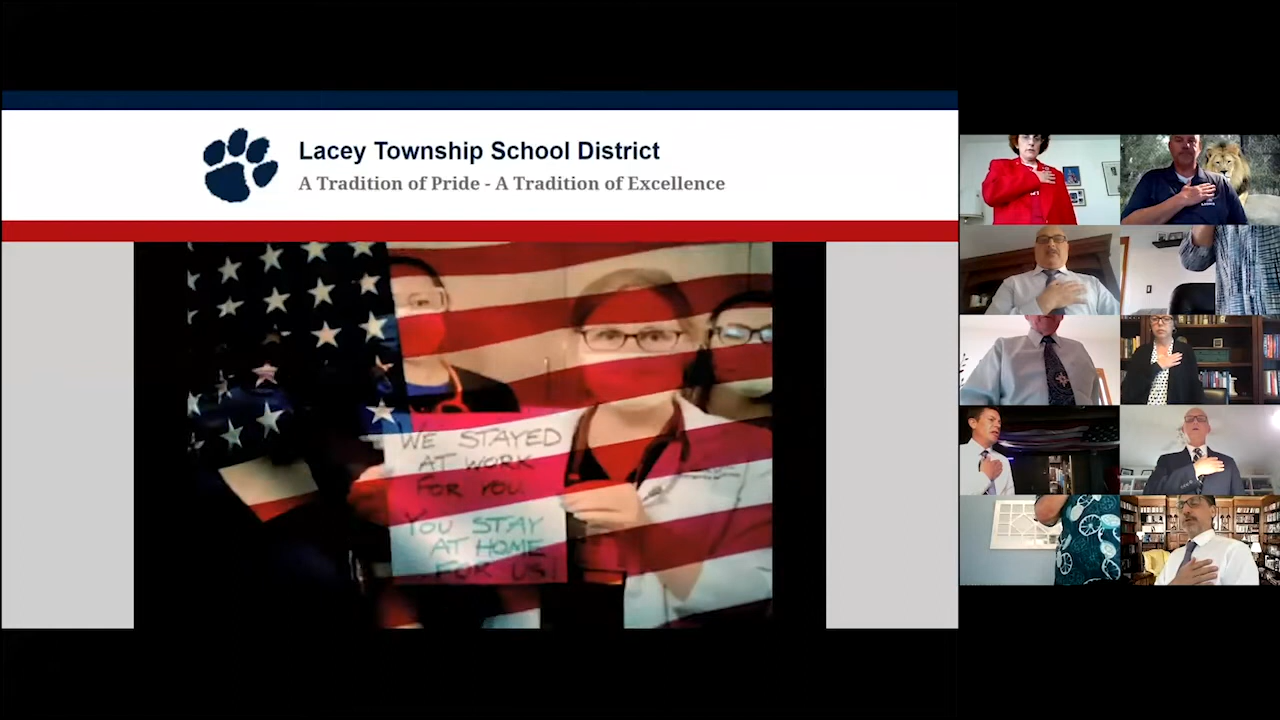 Lacey Township School District
A Tradition of Pride - A Tradition of Excellence
WE STAYED
AT WORK
FOR YOU.
YOU STAY
AT HOME
FOR US!